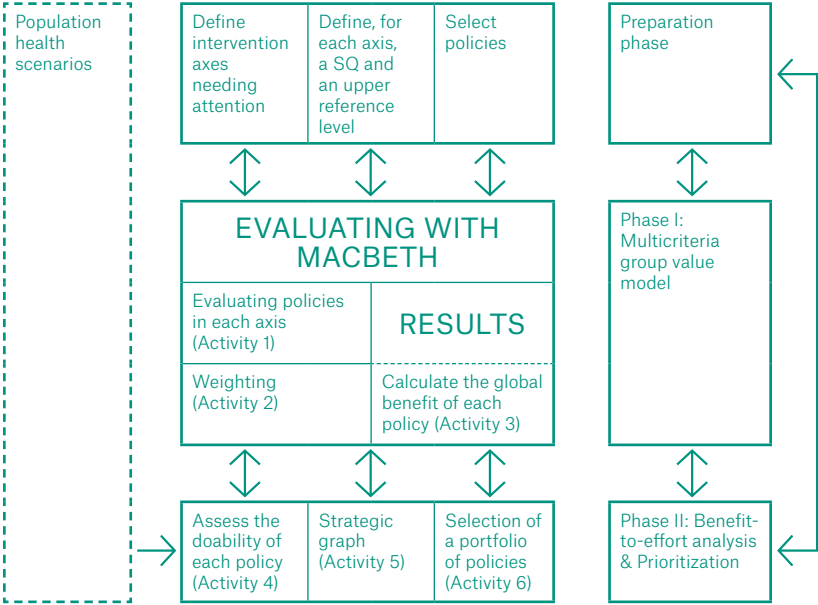 Population
health
scenarios
Define
intervention
axes
needing
attention
Define, for
each axis,
a SQ and
an upper
reference
level
Select
policies
Preparation
phase
EVALUATING WITH
MACBETH
Evaluating policies
in each axis
(Activity 1)
RESULTS
Weighting
(Activity 2)
Calculate the global
benefit of each
policy (Activity 3)
Phase I:
Multicriteria
group value
model
Assess the
doability of
each policy
(Activity 4)
Strategic
graph
(Activity 5)
Selection of
a portfolio
of policies
(Activity 6)
Phase II: Benefit-
to-effort analysis
& Prioritization